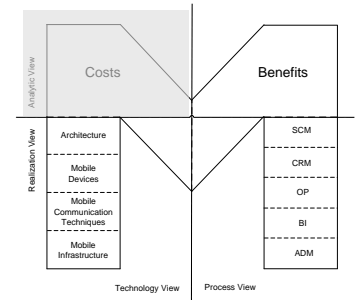 Analytic View
Costs
Benefits
Realization View
Architecture
Mobile
Devices
Mobile
Communication
Techniques
Mobile
Infrastructure
SCM
CRM
OP
BI
ADM
Technology View
Process View